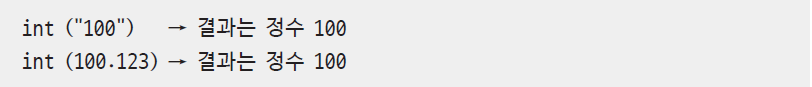 int ("100") → 결과는 정수 100
int (100.123) → 결과는 정수 100